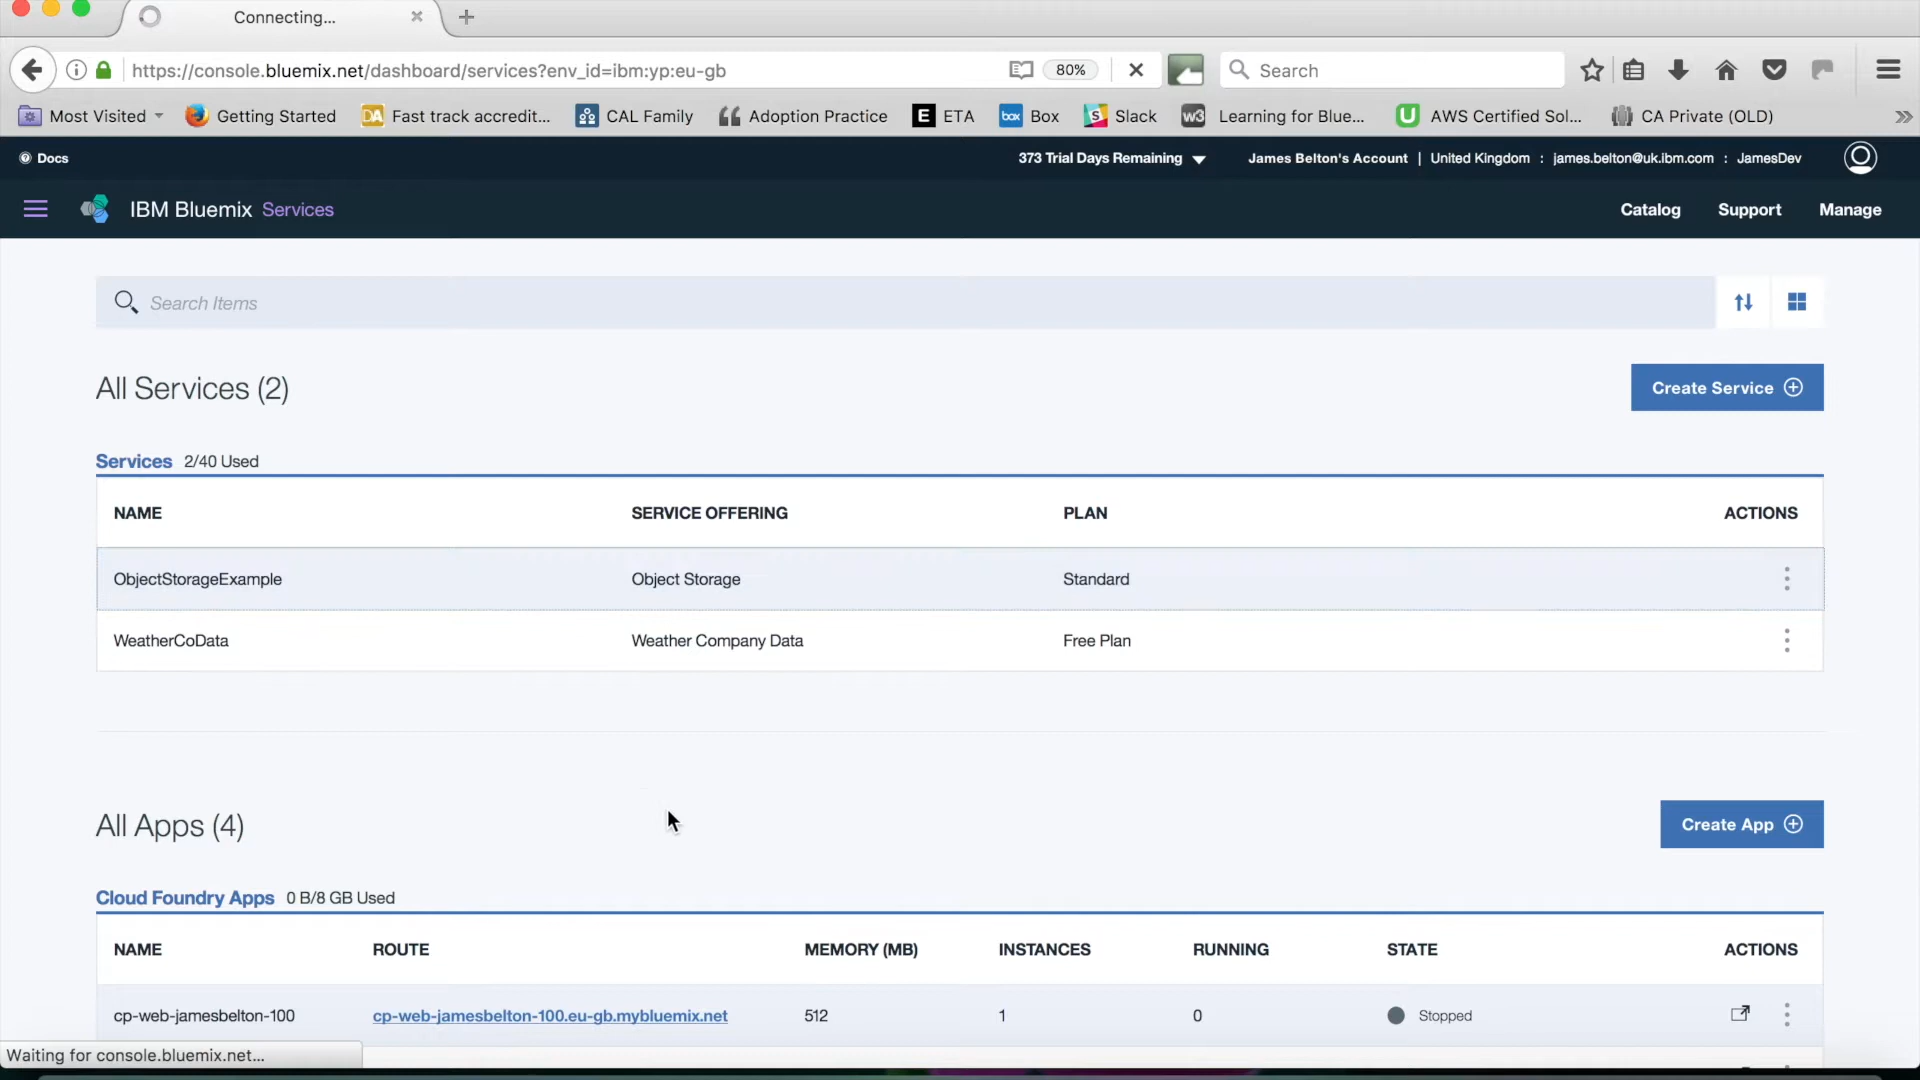 Connecting...
https://console.bluemix.net/dashboard/services?env_id=ibm:yp:eu-gb
80%
Search
Most Visited
Getting Started
DA
Fast track accredit...
CAL Family
Adoption Practice
E
ETA
box
Box
Slack
w3
Learning for Blue...
U
AWS Certified Sol...
CA Private (OLD)
Docs
373 Trial Days Remaining
James Belton's Account | United Kingdom : james.belton@uk.ibm.com : JamesDev
IBM Bluemix Services
Catalog
Support
Manage
Search Items
All Services (2)
Create Service
Services 2/40 Used
NAME SERVICE OFFERING PLAN ACTIONS
ObjectStorageExample Object Storage Standard
WeatherCoData Weather Company Data Free Plan
All Apps (4)
Create App
Cloud Foundry Apps 0 B/8 GB Used
NAME ROUTE MEMORY (MB) INSTANCES RUNNING STATE ACTIONS
cp-web-jamesbelton-100 cp-web-jamesbelton-100.eu-gb.mybluemix.net 512 1 0 Stopped
Waiting for console.bluemix.net...